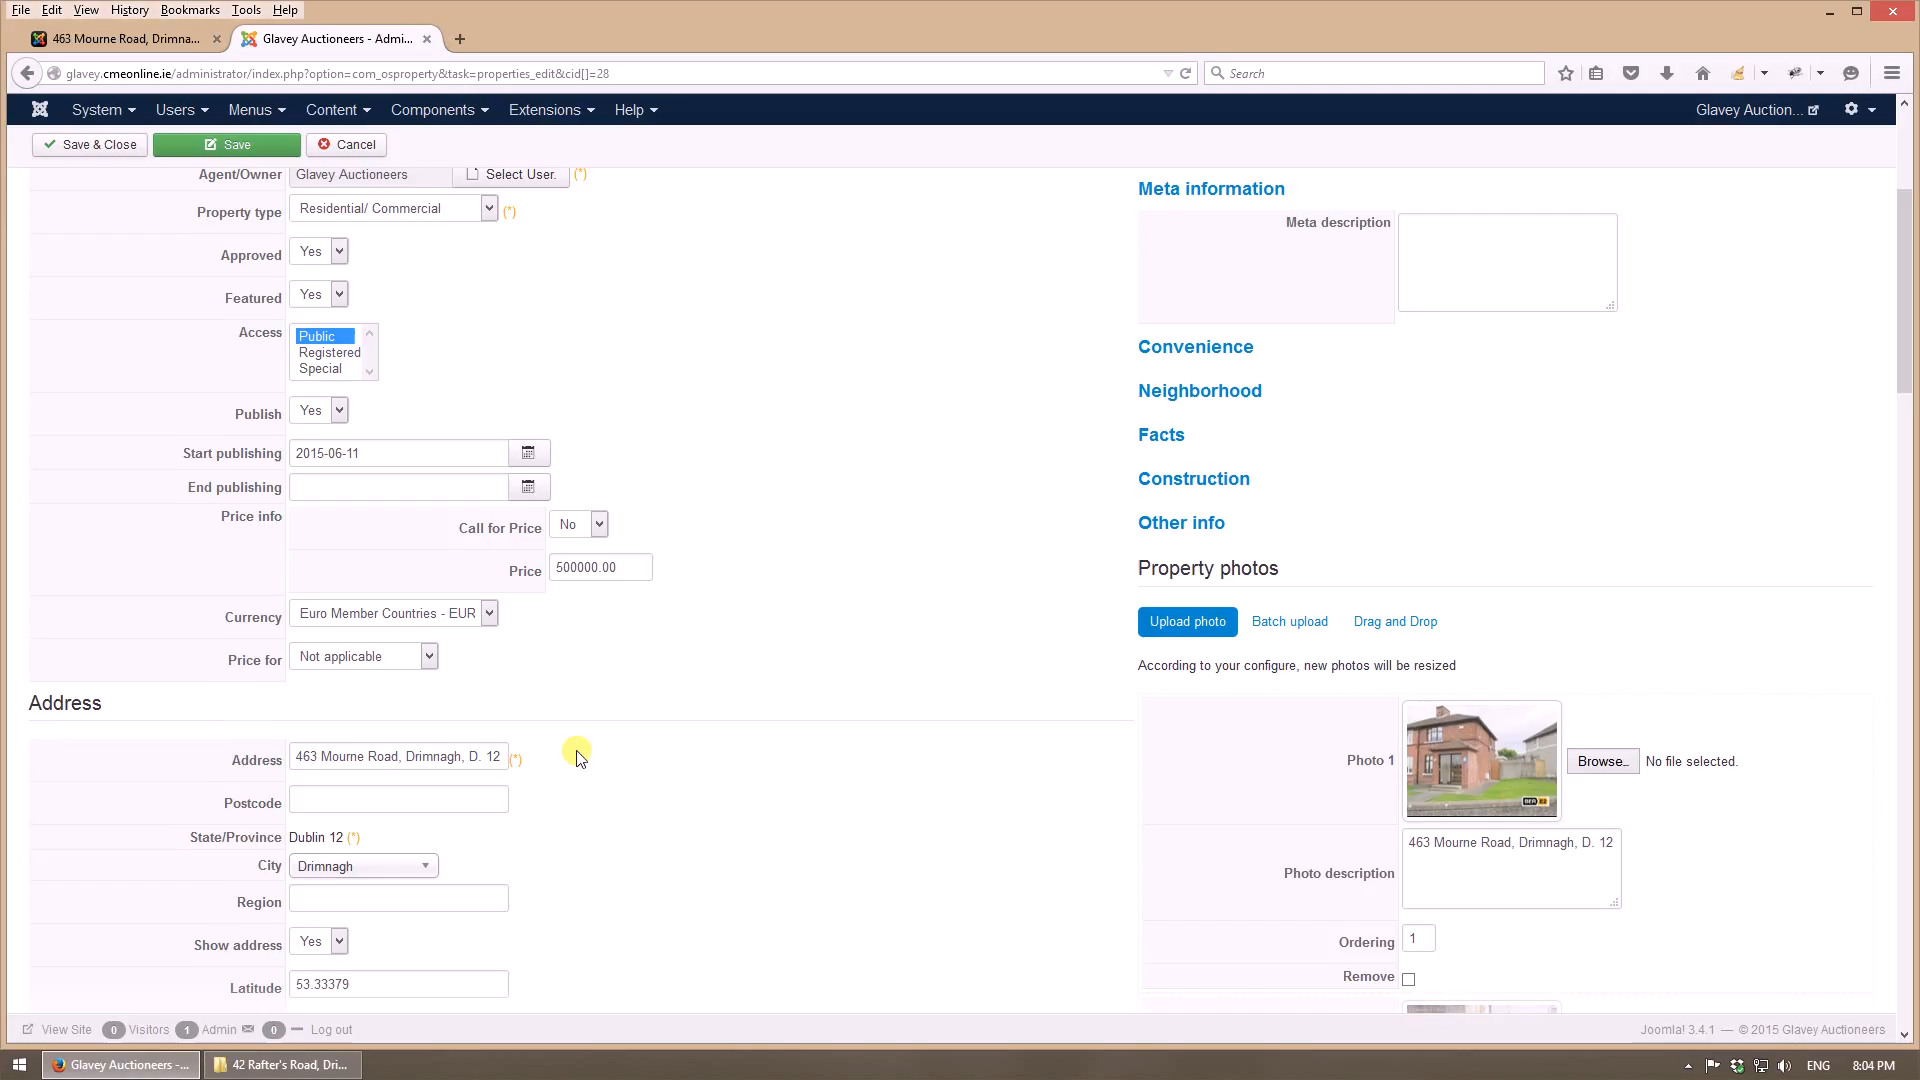 File Edit View History Bookmarks Tools Help
463 Mourne Road, Drimna...
Glavey Auctioneers - Admi...
glavey.cmeonline.ie/administrator/index.php?option=com_osproperty&task=properties_edit&cid[]=28
Search
System Users Menus Content Components Extensions Help
Glavey Auction...
Save & Close Save Cancel
Agent/Owner Glavey Auctioneers Select User. (*)
Property type Residential/ Commercial (*)
Approved Yes
Featured Yes
Access Public
Registered
Special
Publish Yes
Start publishing 2015-06-11
End publishing
Price info
Call for Price No
Price 500000.00
Currency Euro Member Countries - EUR
Price for Not applicable
Address
Address 463 Mourne Road, Drimnagh, D. 12 (*)
Postcode
State/Province Dublin 12 (*)
City Drimnagh
Region
Show address Yes
Latitude 53.33379
Meta information
Meta description
Convenience
Neighborhood
Facts
Construction
Other info
Property photos
Upload photo Batch upload Drag and Drop
According to your configure, new photos will be resized
Photo 1 Browse... No file selected.
BER E2
Photo description 463 Mourne Road, Drimnagh, D. 12
Ordering 1
Remove
View Site 0 Visitors 1 Admin 0 Log out
Joomla! 3.4.1 — © 2015 Glavey Auctioneers
Glavey Auctioneers -... 42 Rafter's Road, Dri...
ENG 8:04 PM